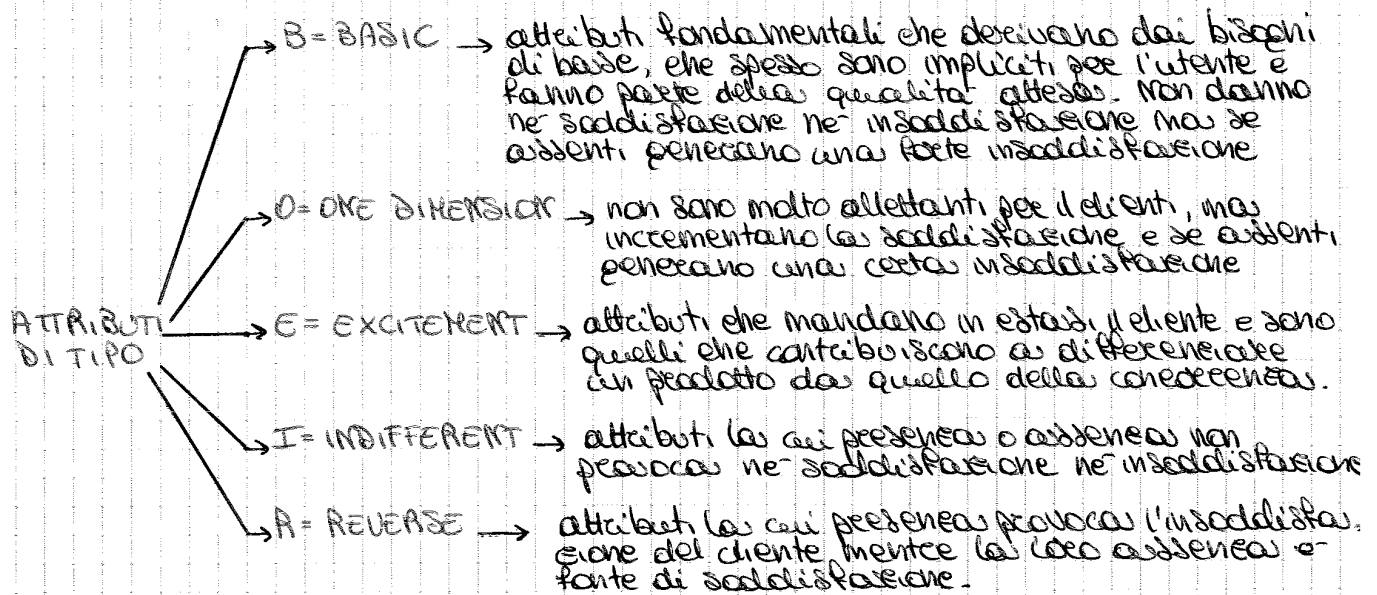 B = BASIC → attributi fondamentali che derivano dai bisogni
di base, che spesso sono impliciti per l'utente e
fanno parte della qualità attesa. Non danno
né soddisfazione né insoddisfazione ma se
assenti generano una forte insoddisfazione
O = ONE DIMENSION → non sono molto allettanti per i clienti, ma
incrementano la soddisfazione e se assenti
generano una certa insoddisfazione
ATTRIBUTI
DI TIPO
E = EXCITEMENT → attributi che mandano in estasi il cliente e sono
quelli che contribuiscono a differenziare
un prodotto da quello della concorrenza.
I = INDIFFERENT → attributi la cui presenza o assenza non
provoca né soddisfazione né insoddisfazione
R = REVERSE → attributi la cui presenza provoca l'insoddisfa-
zione del cliente mentre la loro assenza è
fonte di soddisfazione.